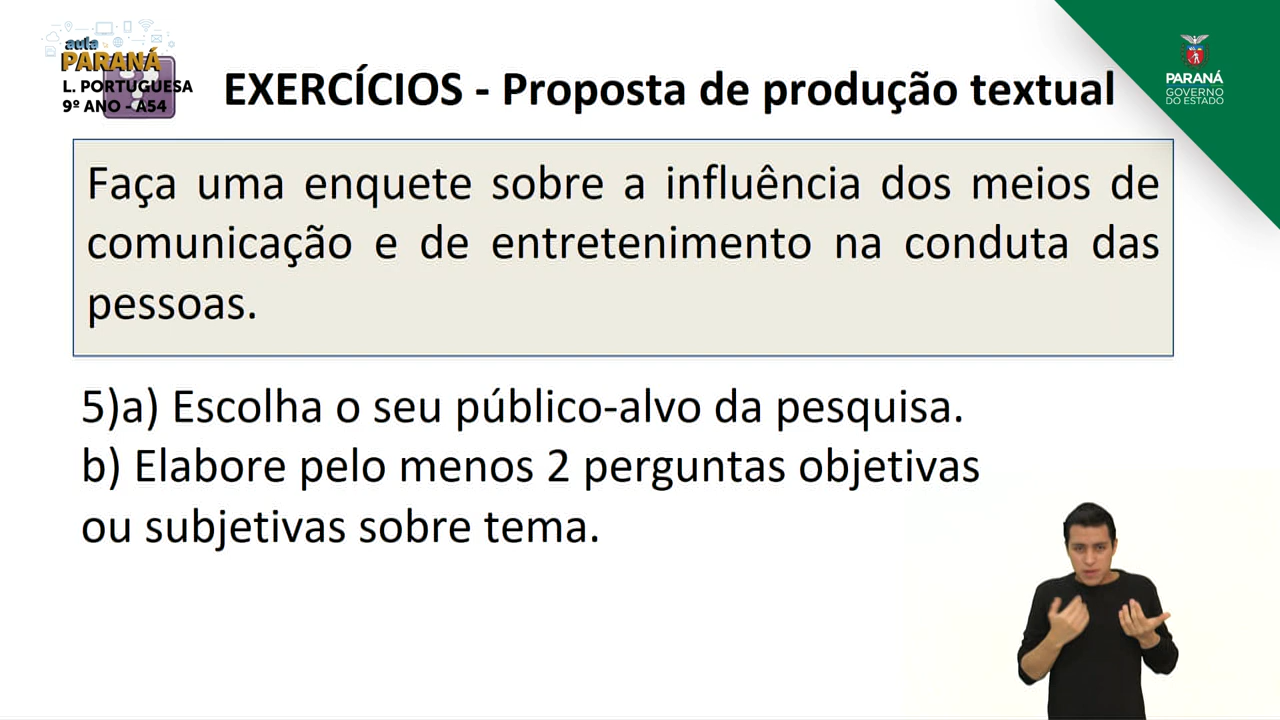 aula
PARANÁ
L. PORTUGUESA
9º ANO - A54
EXERCÍCIOS - Proposta de produção textual
PARANÁ
GOVERNO
DO ESTADO
Faça uma enquete sobre a influência dos meios de
comunicação e de entretenimento na conduta das
pessoas.
5)a) Escolha o seu público-alvo da pesquisa.
b) Elabore pelo menos 2 perguntas objetivas
ou subjetivas sobre tema.